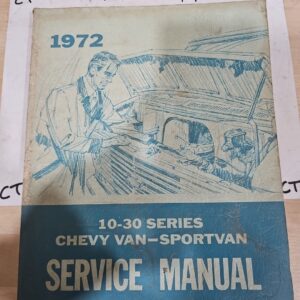 1972
10-30 SERIES
CHEVY VAN—SPORTVAN
SERVICE MANUAL